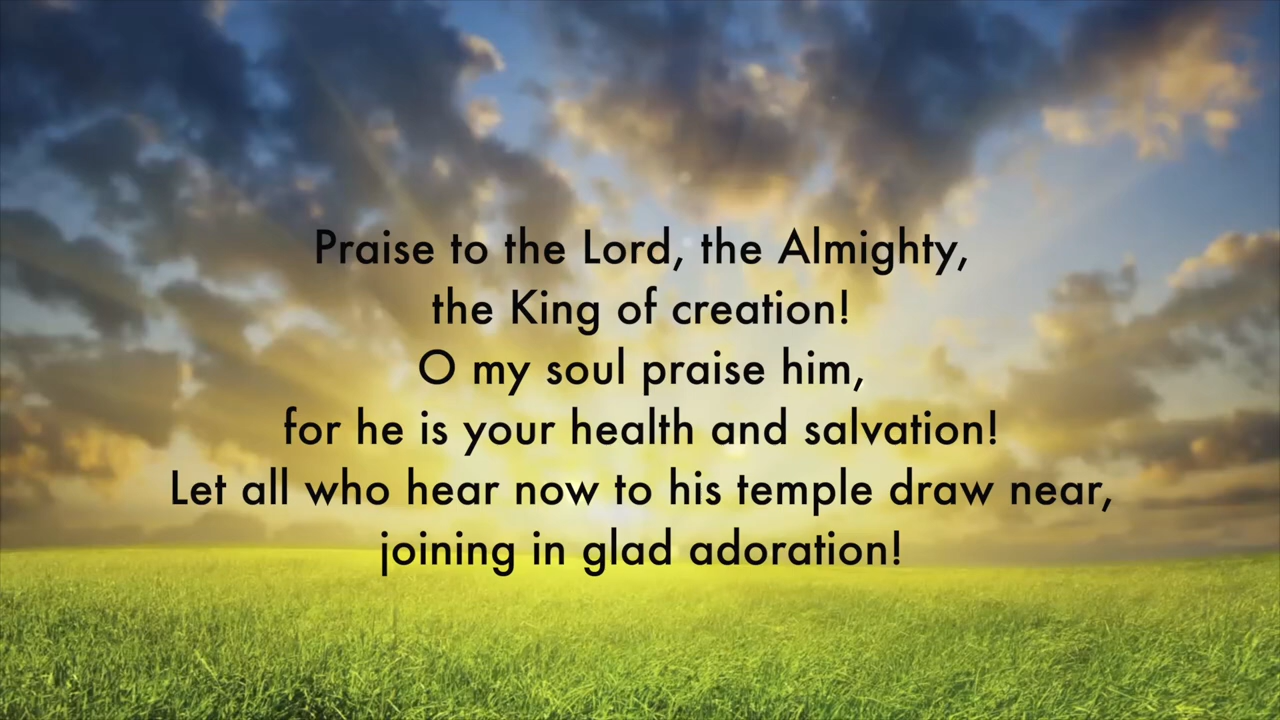 Praise to the Lord, the Almighty,
the King of creation!
O my soul praise him,
for he is your health and salvation!
Let all who hear now to his temple draw near,
joining in glad adoration!